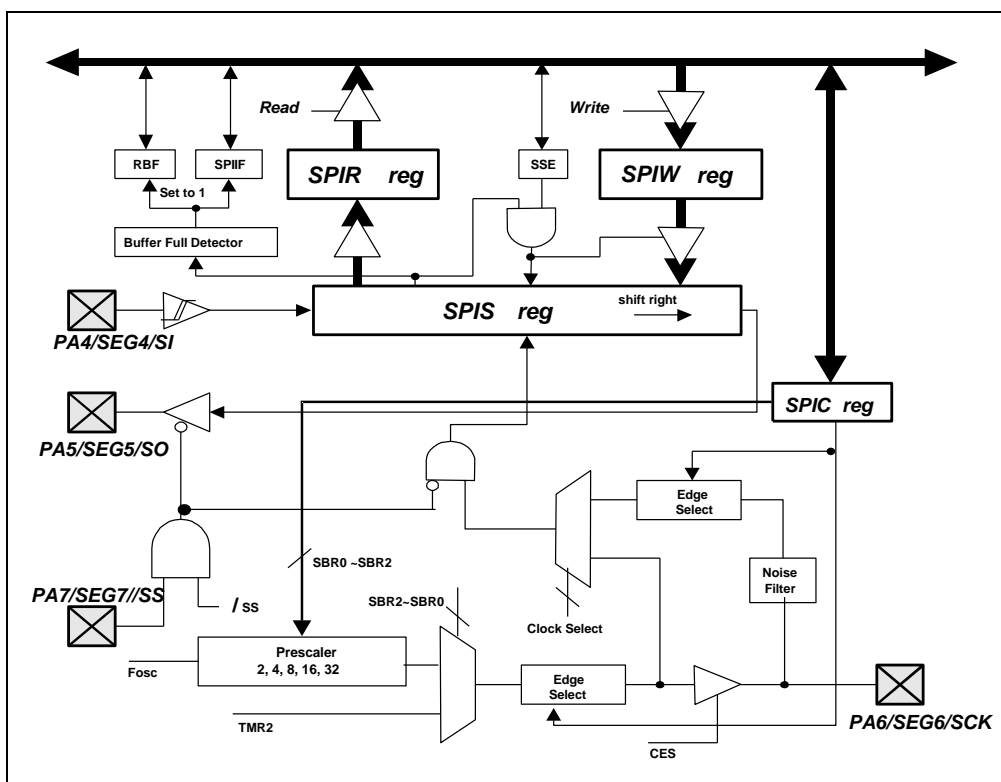 Read
Write
RBF
SPIIF
SPIR reg
SSE
SPIW reg
Set to 1
Buffer Full Detector
SPIS reg
shift right
PA4/SEG4/SI
SPIC reg
PA5/SEG5/SO
Edge
Select
SBR0 ~SBR2
Noise
Filter
PA7/SEG7//SS
/ SS
SBR2~SBR0
Clock Select
Prescaler
2, 4, 8, 16, 32
Fosc
Edge
Select
TMR2
CES
PA6/SEG6/SCK